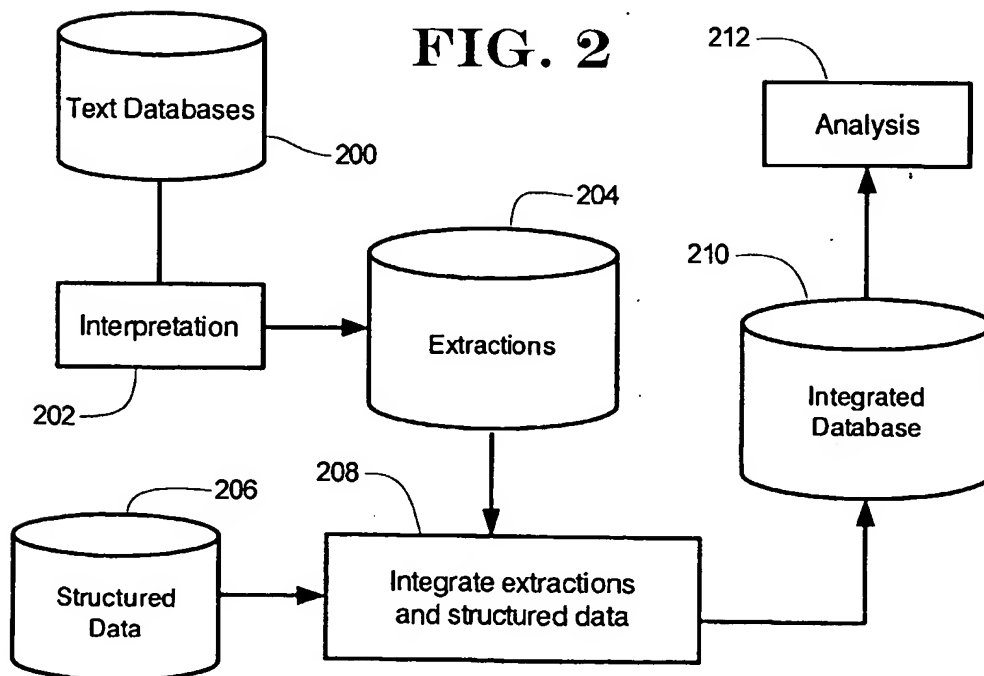 FIG. 2
Text Databases
200
Interpretation
202
204
Extractions
206
Structured
Data
208
Integrate extractions
and structured data
210
Integrated
Database
212
Analysis